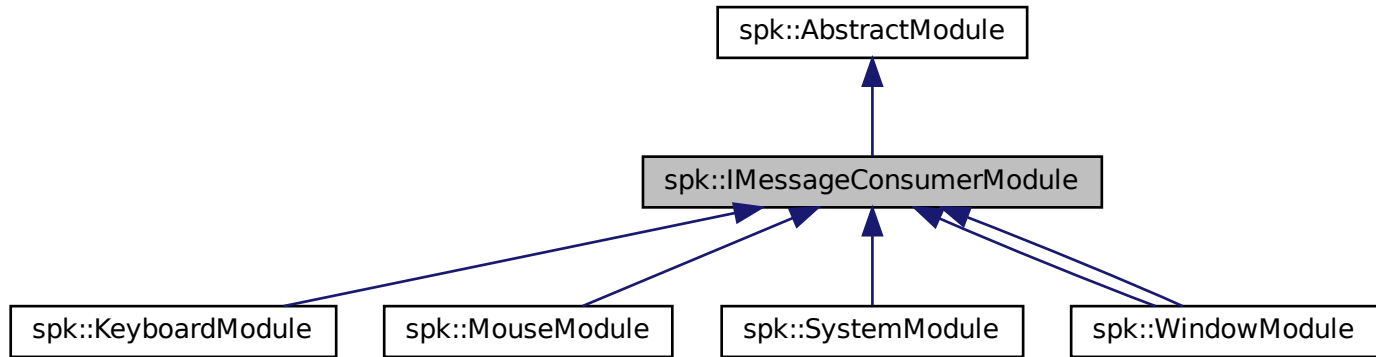 spk::AbstractModule
spk::IMessageConsumerModule
spk::KeyboardModule
spk::MouseModule
spk::SystemModule
spk::WindowModule